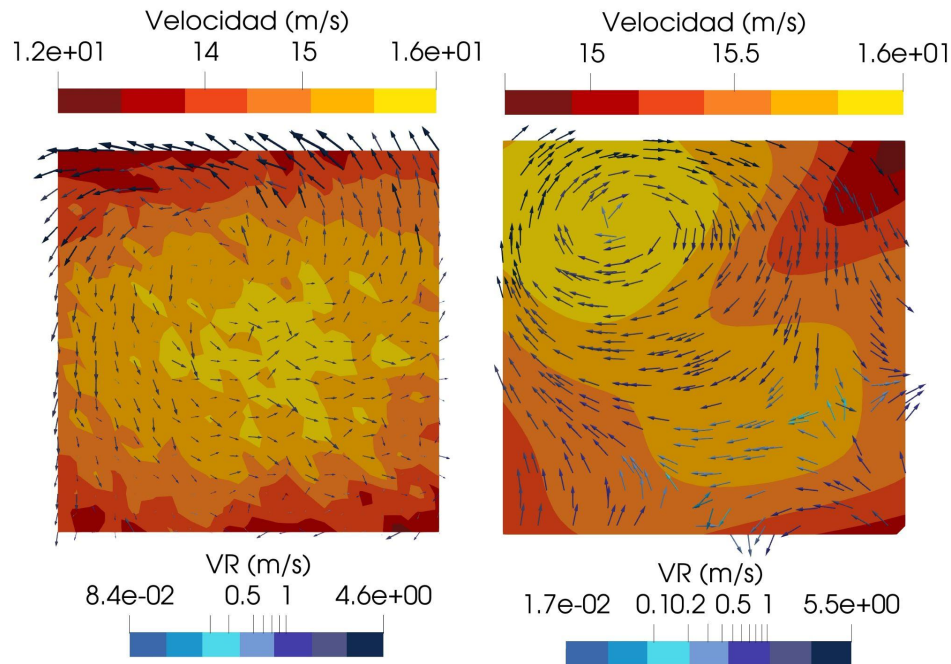 Velocidad (m/s)
1.2e+01 14 15 1.6e+01
Velocidad (m/s)
15 15.5 1.6e+01
VR (m/s)
8.4e-02 0.5 1 4.6e+00
VR (m/s)
1.7e-02 0.10.2 0.5 1 5.5e+00